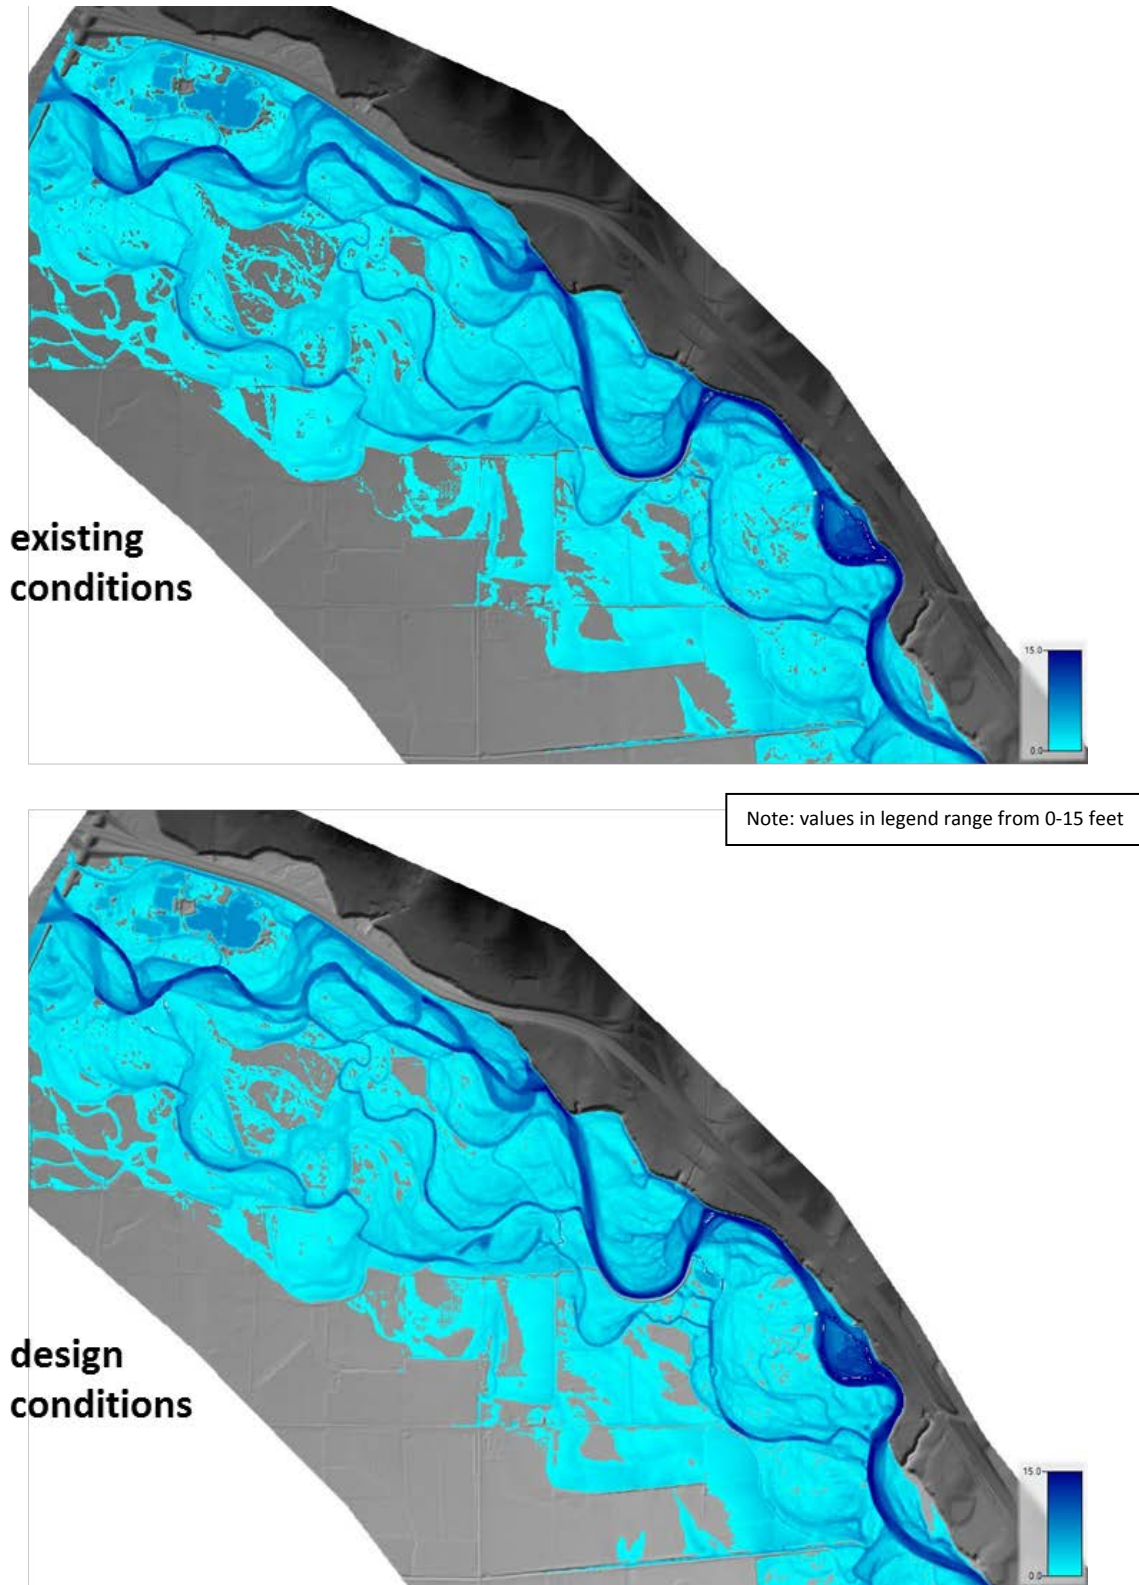 existing
conditions
15.0
0.0
Note: values in legend range from 0-15 feet
design
conditions
15.0
0.0